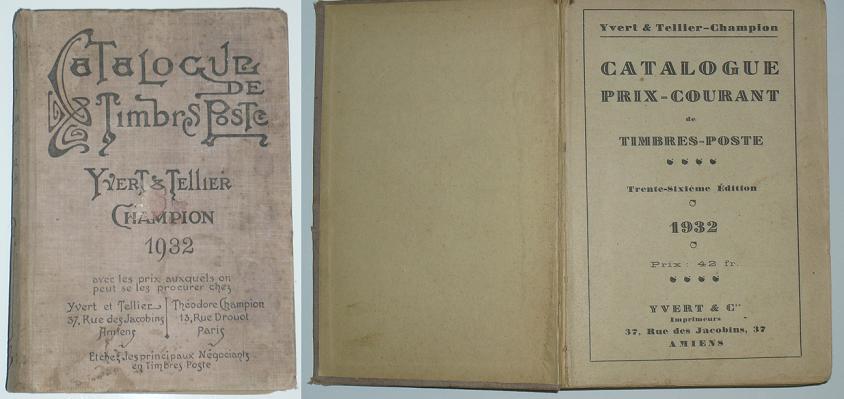 Catalogue
DE
Timbres Poste
Yvert & Tellier
Champion
1932
avec les prix auxquels on
peut se les procurer chez
Yvert et Tellier
37, Rue des Jacobins
Amiens
Théodore Champion
13, Rue Drouot
Paris
Et chez les principaux Négociants
en Timbres Poste
Yvert & Tellier-Champion
CATALOGUE
PRIX-COURANT
de
TIMBRES-POSTE
Trente-Sixième Édition
1932
Prix : 42 fr.
YVERT & Cie
Imprimeurs
37, Rue des Jacobins, 37
AMIENS